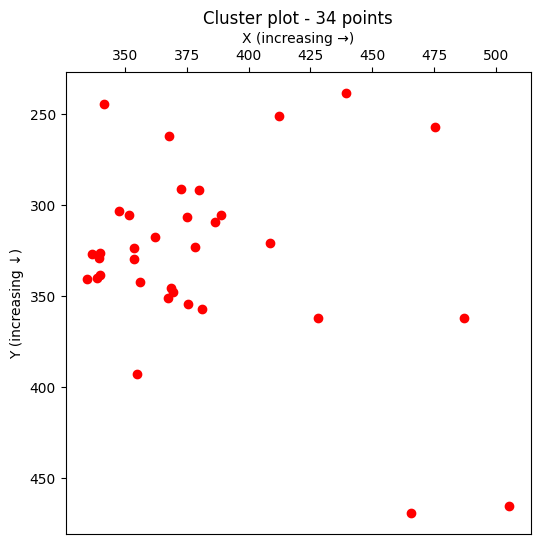 Cluster plot - 34 points
X (increasing →)
350 375 400 425 450 475 500
250
300
350
400
450
Y (increasing ↓)